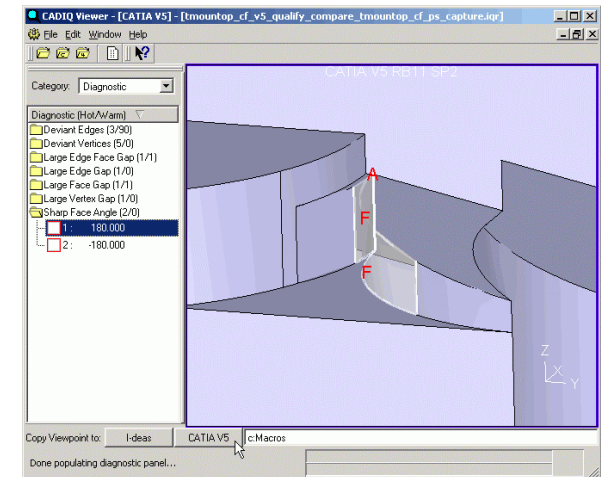 CADIQ Viewer - [CATIA V5] - [tmountop_cf_v5_qualify_compare_tmountop_cf_ps_capture.iqr]
File Edit Window Help
CATIA V5 RB11 SP2
Category: Diagnostic
Diagnostic (Hot/Warm)
Deviant Edges (3/90)
Deviant Vertices (5/0)
Large Edge Face Gap (1/1)
Large Edge Gap (1/0)
Large Face Gap (1/1)
Large Vertex Gap (1/0)
Sharp Face Angle (2/0)
1 : 180.000
2 : -180.000
A
F
F
Z
X
Y
Copy Viewpoint to: I-deas CATIA V5 c:Macros
Done populating diagnostic panel...